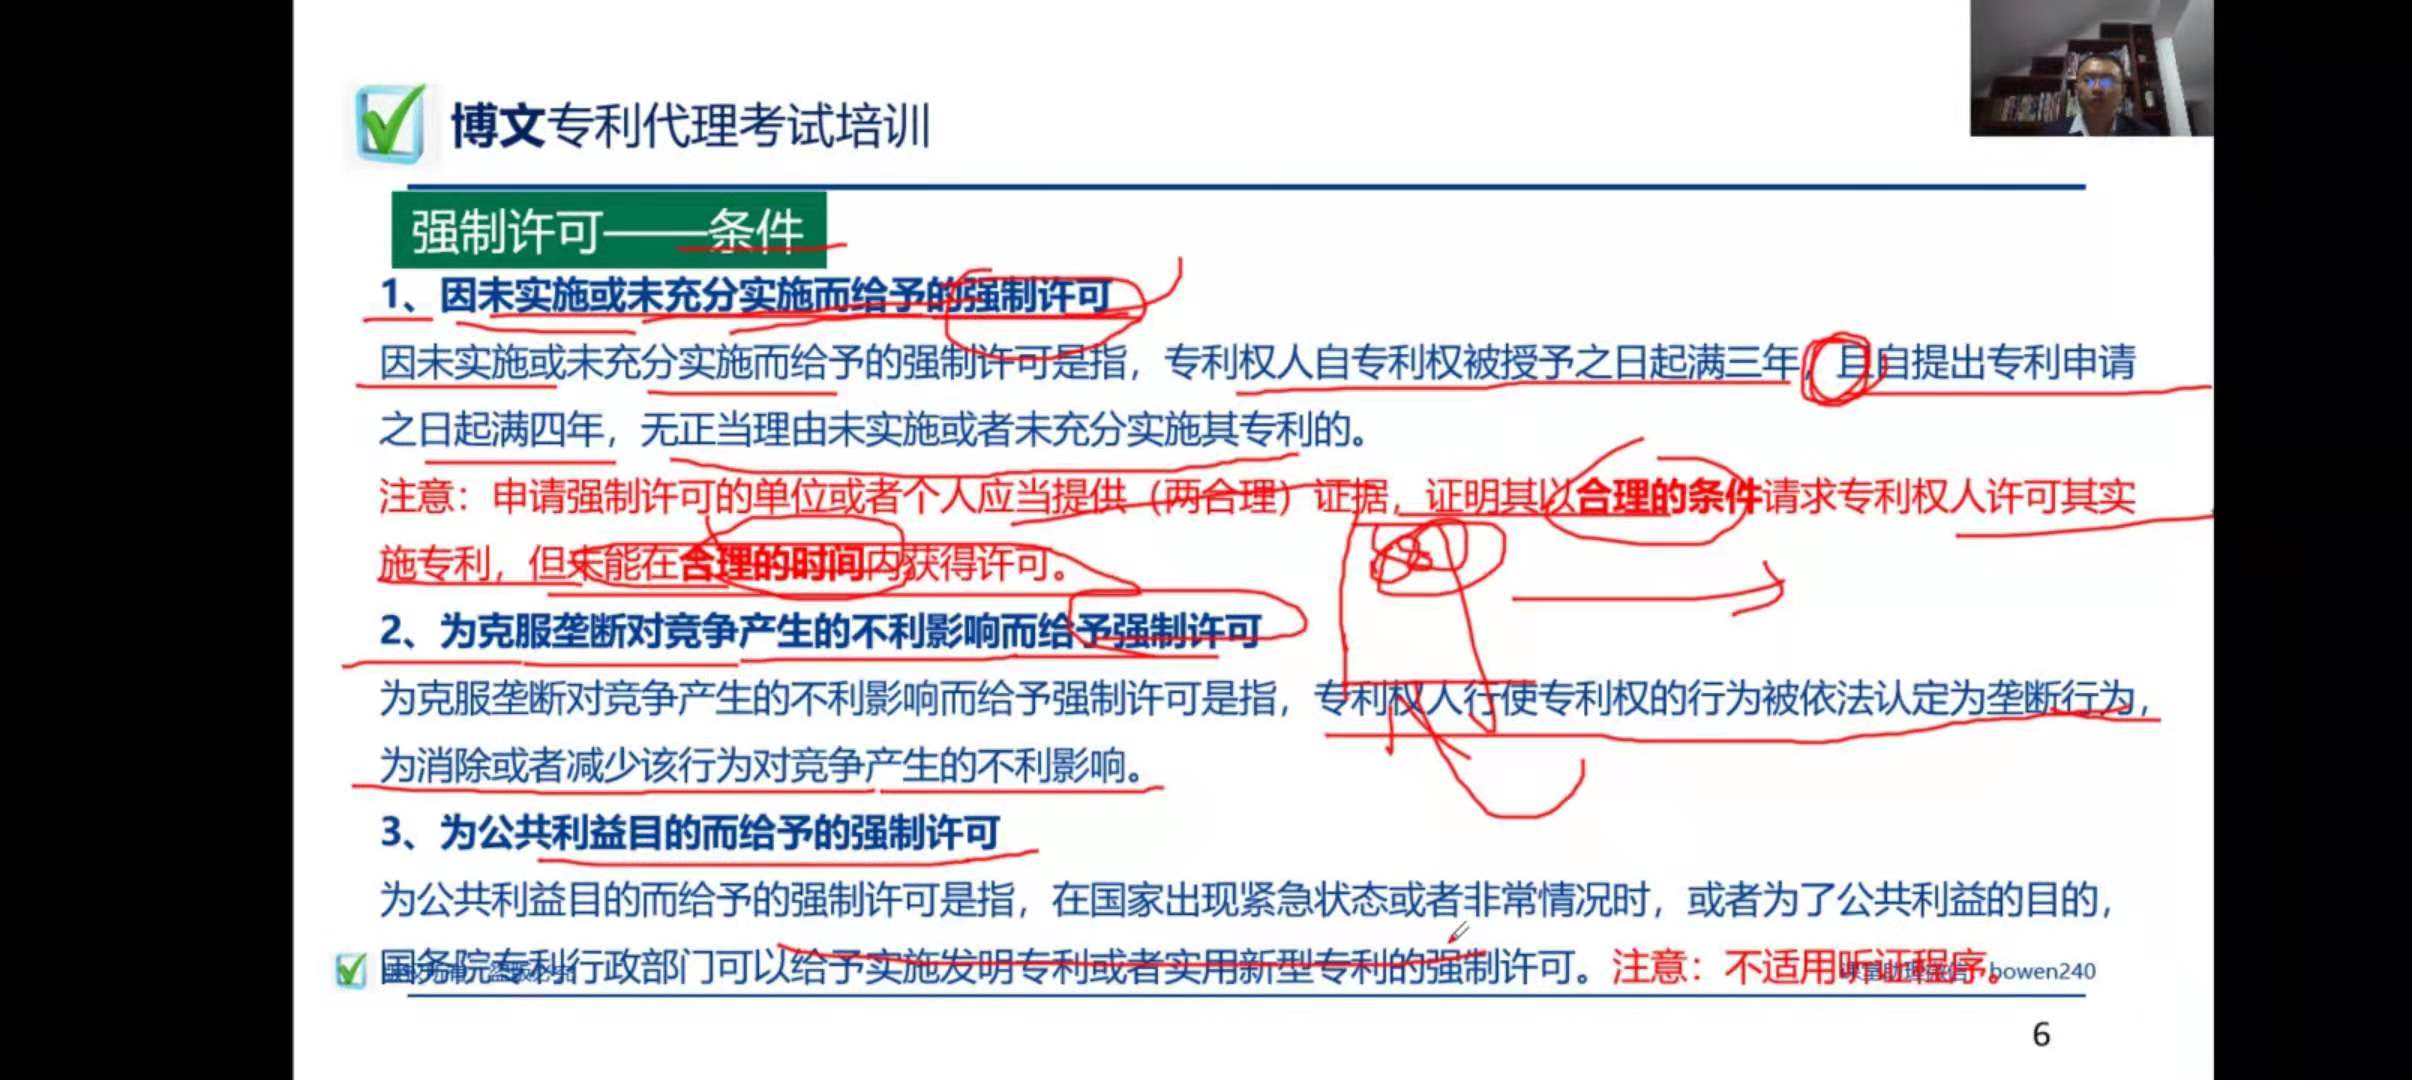 博文专利代理考试培训
强制许可——条件
1、因未实施或未充分实施而给予的强制许可
因未实施或未充分实施而给予的强制许可是指，专利权人自专利权被授予之日起满三年，且自提出专利申请
之日起满四年，无正当理由未实施或者未充分实施其专利的。
注意：申请强制许可的单位或者个人应当提供（两合理）证据，证明其以合理的条件请求专利权人许可其实
施专利，但未能在合理的时间内获得许可。
2、为克服垄断对竞争产生的不利影响而给予强制许可
为克服垄断对竞争产生的不利影响而给予强制许可是指，专利权人行使专利权的行为被依法认定为垄断行为，
为消除或者减少该行为对竞争产生的不利影响。
3、为公共利益目的而给予的强制许可
为公共利益目的而给予的强制许可是指，在国家出现紧急状态或者非常情况时，或者为了公共利益的目的，
国务院专利行政部门可以给予实施发明专利或者实用新型专利的强制许可。注意：不适用听证程序。
bowen240
6